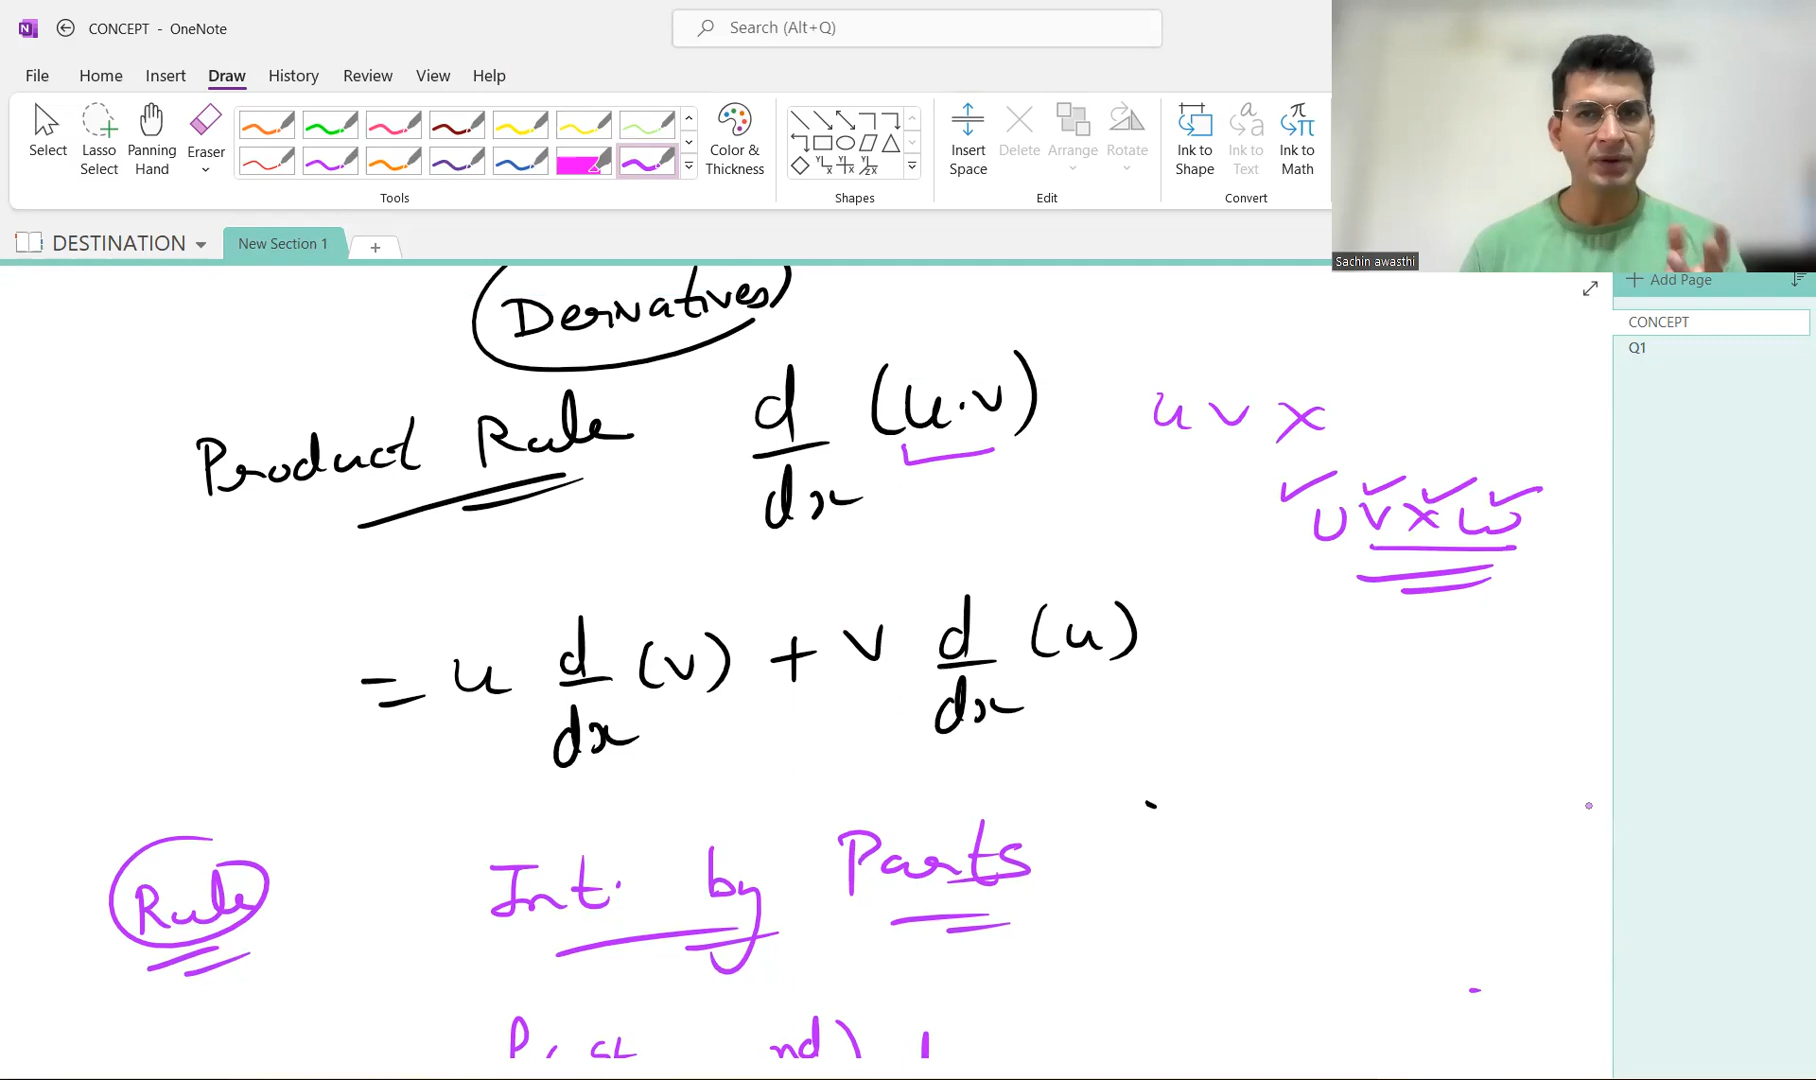 CONCEPT - OneNote
Search (Alt+Q)
File Home Insert Draw History Review View Help
Select
Lasso Select
Panning Hand
Eraser
Color & Thickness
Insert Space
Delete
Arrange
Rotate
Ink to Shape
Ink to Text
Ink to Math
Tools
Shapes
Edit
Convert
Sachin awasthi
DESTINATION
New Section 1
+
Add Page
CONCEPT
Q1
Derivatives
Product Rule d/dx (u·v) u v x
u v x w
= u d/dx (v) + v d/dx (u)
Rule Int. by Parts